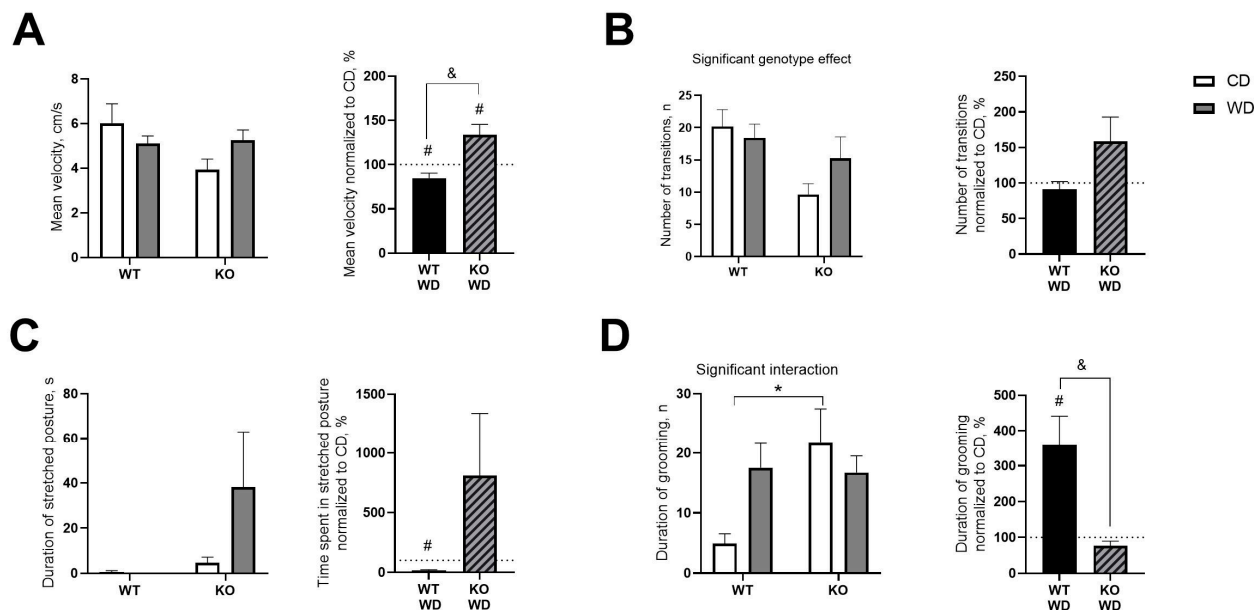 A
Mean velocity, cm/s
8
6
4
2
0
WT
KO
Mean velocity normalized to CD, %
200
150
100
50
0
&
#
#
WT
WD
KO
WD
B
Significant genotype effect
Number of transitions, n
25
20
15
10
5
0
WT
KO
Number of transitions
normalized to CD, %
250
200
150
100
50
0
WT
WD
KO
WD
CD
WD
C
Duration of stretched posture, s
80
60
40
20
0
WT
KO
Time spent in stretched posture
normalized to CD, %
1500
1000
500
0
#
WT
WD
KO
WD
D
Significant interaction
Duration of grooming, n
30
20
10
0
*
WT
KO
Duration of grooming
normalized to CD, %
500
400
300
200
100
0
&
#
WT
WD
KO
WD